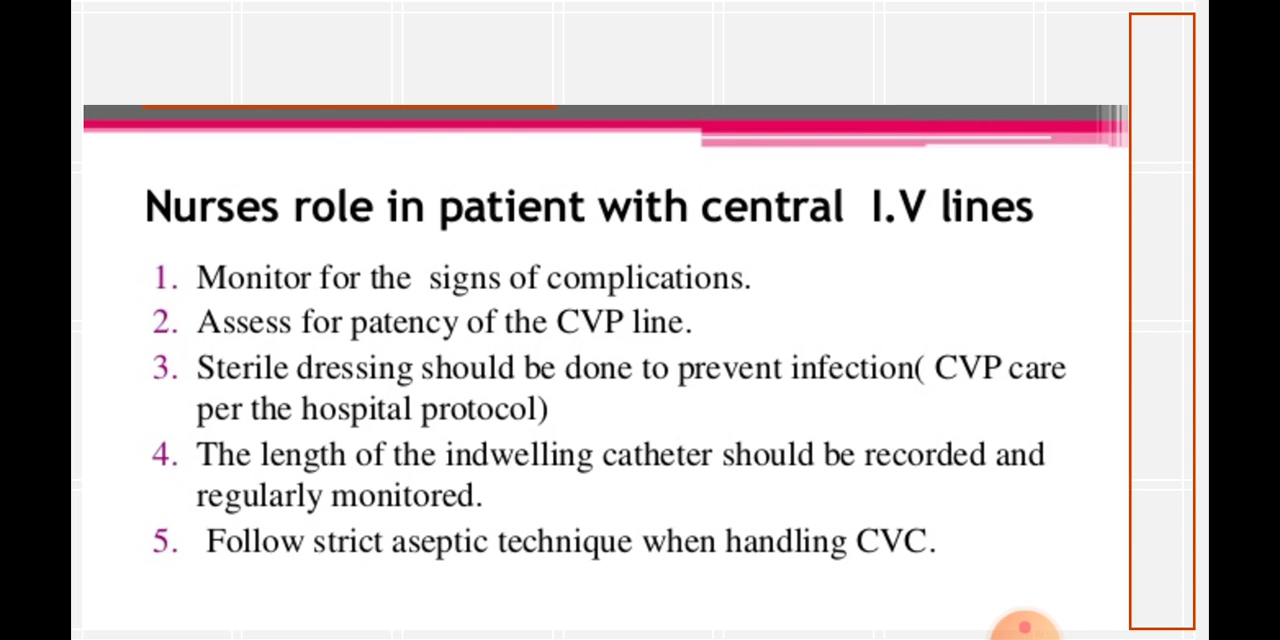 Nurses role in patient with central I.V lines
1. Monitor for the signs of complications.
2. Assess for patency of the CVP line.
3. Sterile dressing should be done to prevent infection( CVP care
per the hospital protocol)
4. The length of the indwelling catheter should be recorded and
regularly monitored.
5. Follow strict aseptic technique when handling CVC.